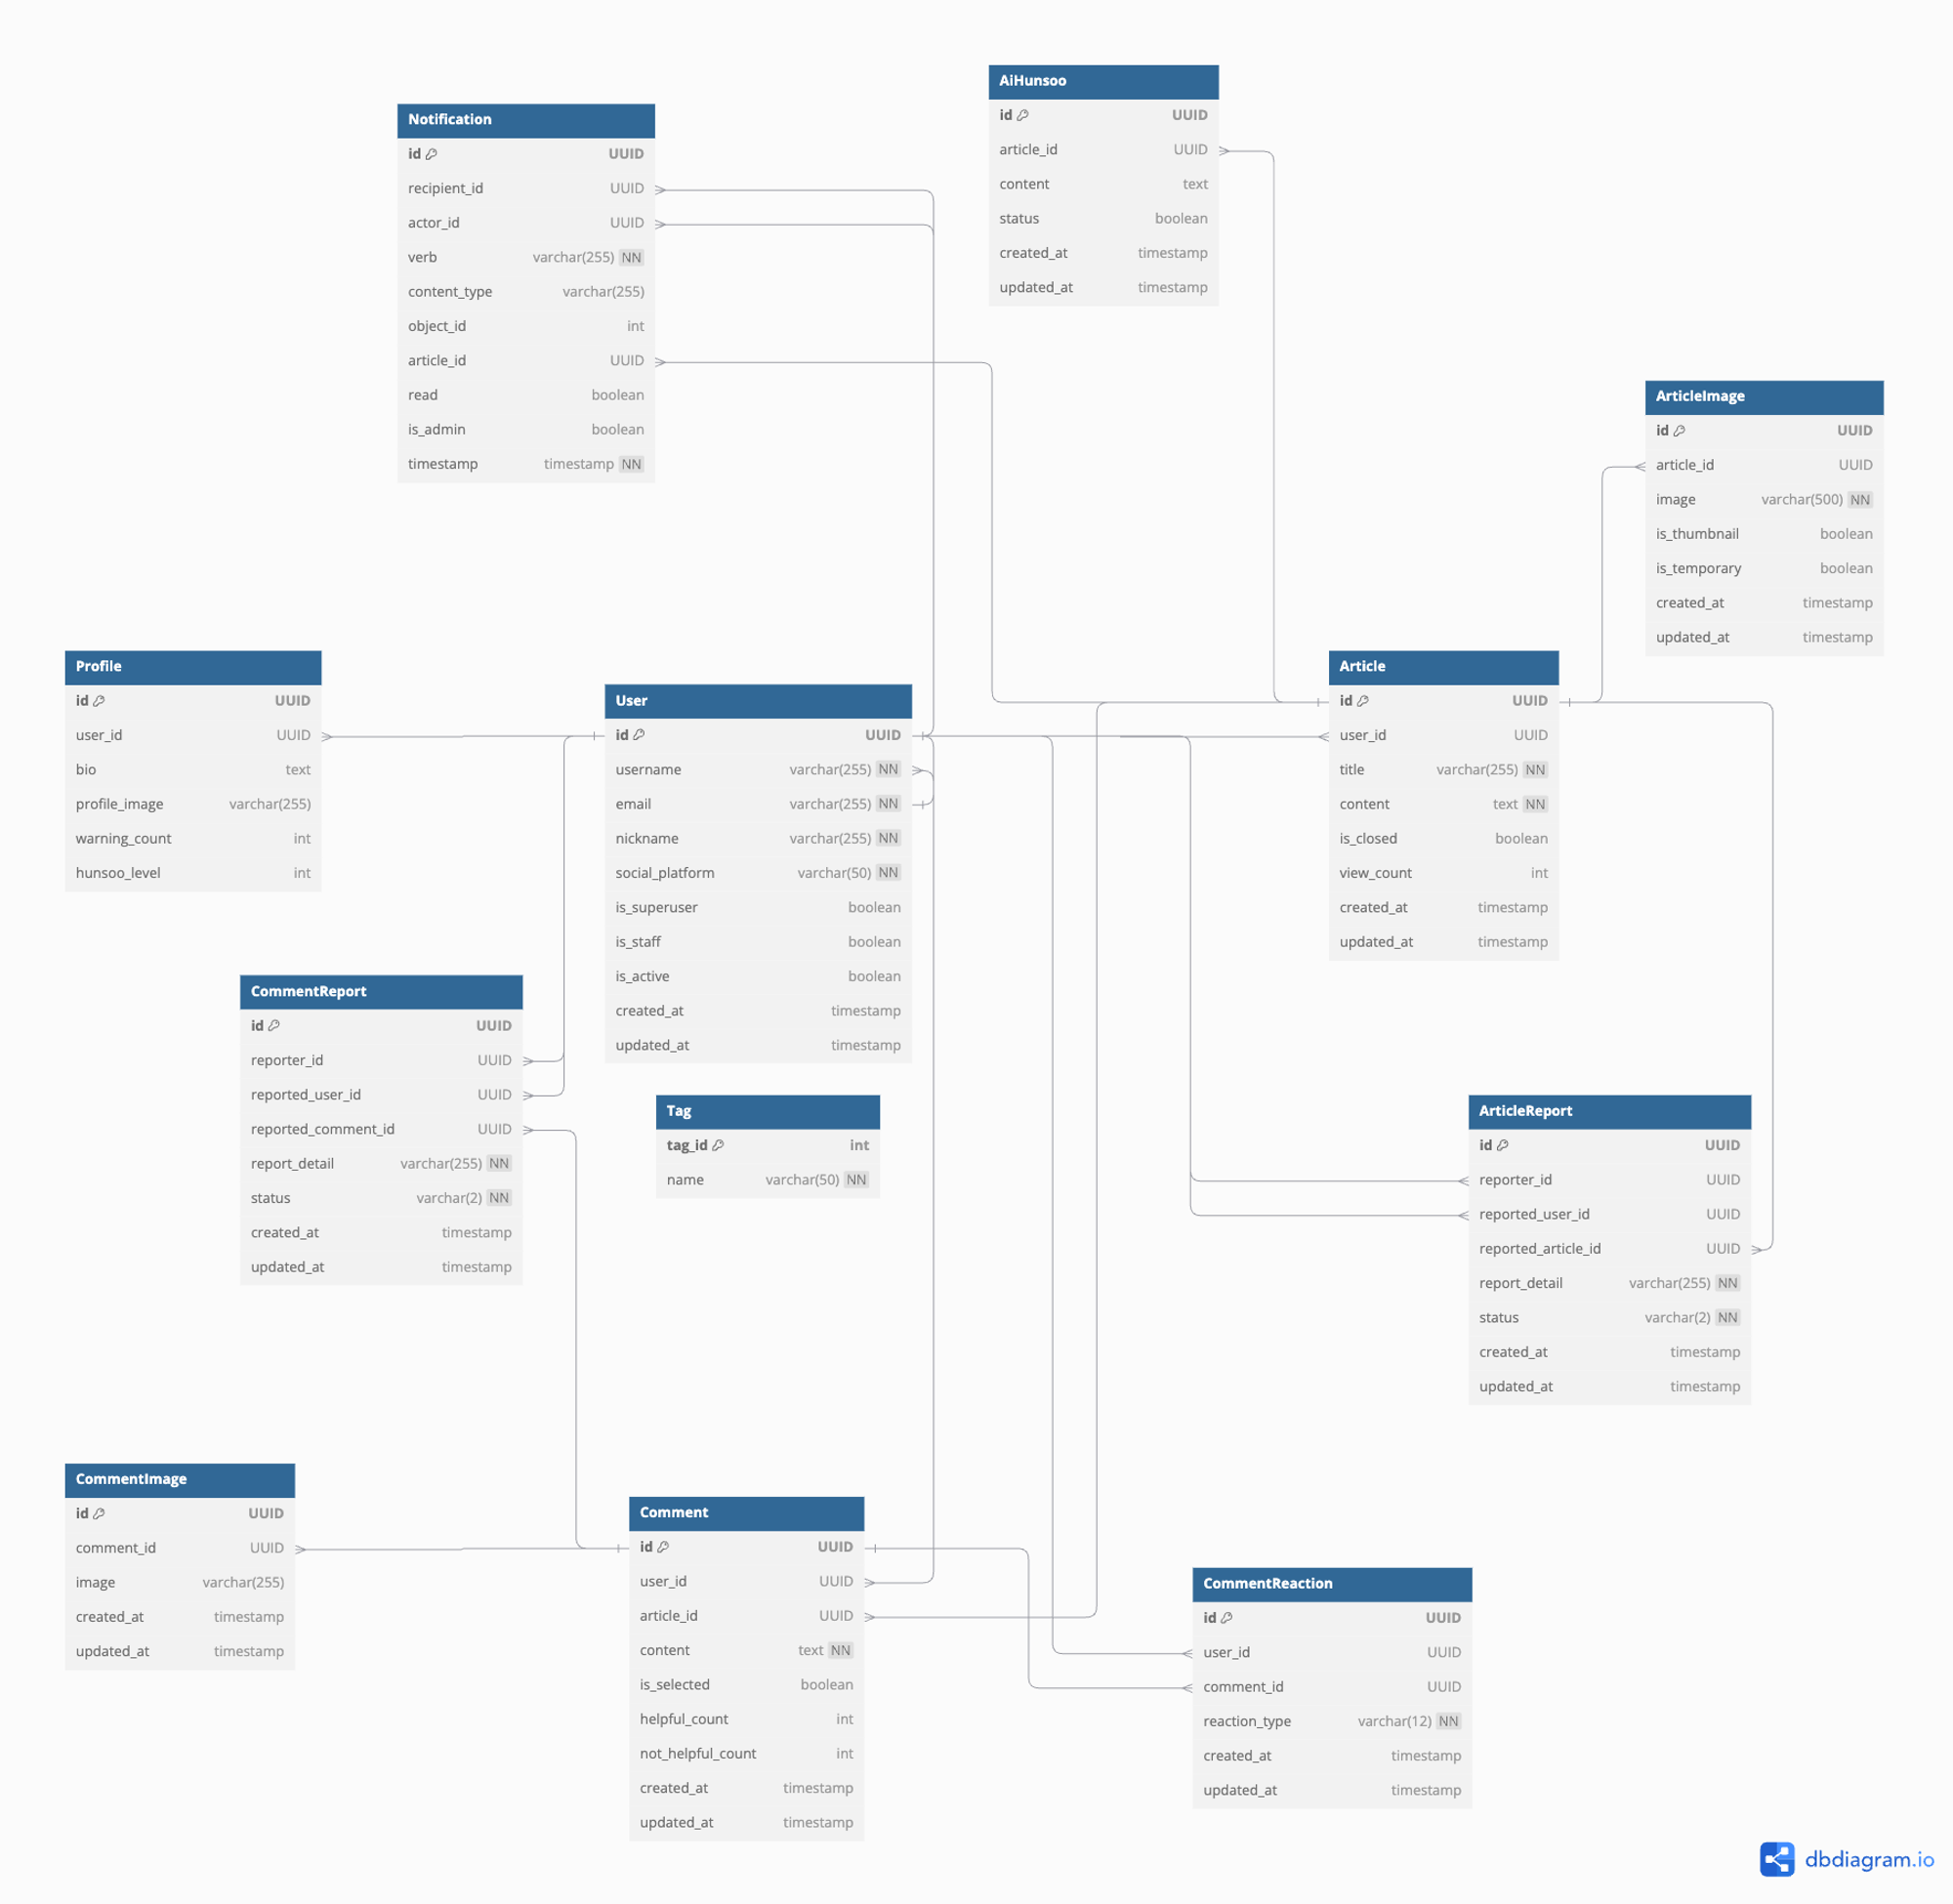 AiHunsoo
id UUID
article_id UUID
content text
status boolean
created_at timestamp
updated_at timestamp
Notification
id UUID
recipient_id UUID
actor_id UUID
verb varchar(255) NN
content_type varchar(255)
object_id int
article_id UUID
read boolean
is_admin boolean
timestamp timestamp NN
ArticleImage
id UUID
article_id UUID
image varchar(500) NN
is_thumbnail boolean
is_temporary boolean
created_at timestamp
updated_at timestamp
Profile
id UUID
user_id UUID
bio text
profile_image varchar(255)
warning_count int
hunsoo_level int
User
id UUID
username varchar(255) NN
email varchar(255) NN
nickname varchar(255) NN
social_platform varchar(50) NN
is_superuser boolean
is_staff boolean
is_active boolean
created_at timestamp
updated_at timestamp
Article
id UUID
user_id UUID
title varchar(255) NN
content text NN
is_closed boolean
view_count int
created_at timestamp
updated_at timestamp
CommentReport
id UUID
reporter_id UUID
reported_user_id UUID
reported_comment_id UUID
report_detail varchar(255) NN
status varchar(2) NN
created_at timestamp
updated_at timestamp
Tag
tag_id int
name varchar(50) NN
ArticleReport
id UUID
reporter_id UUID
reported_user_id UUID
reported_article_id UUID
report_detail varchar(255) NN
status varchar(2) NN
created_at timestamp
updated_at timestamp
CommentImage
id UUID
comment_id UUID
image varchar(255)
created_at timestamp
updated_at timestamp
Comment
id UUID
user_id UUID
article_id UUID
content text NN
is_selected boolean
helpful_count int
not_helpful_count int
created_at timestamp
updated_at timestamp
CommentReaction
id UUID
user_id UUID
comment_id UUID
reaction_type varchar(12) NN
created_at timestamp
updated_at timestamp
dbdiagram.io